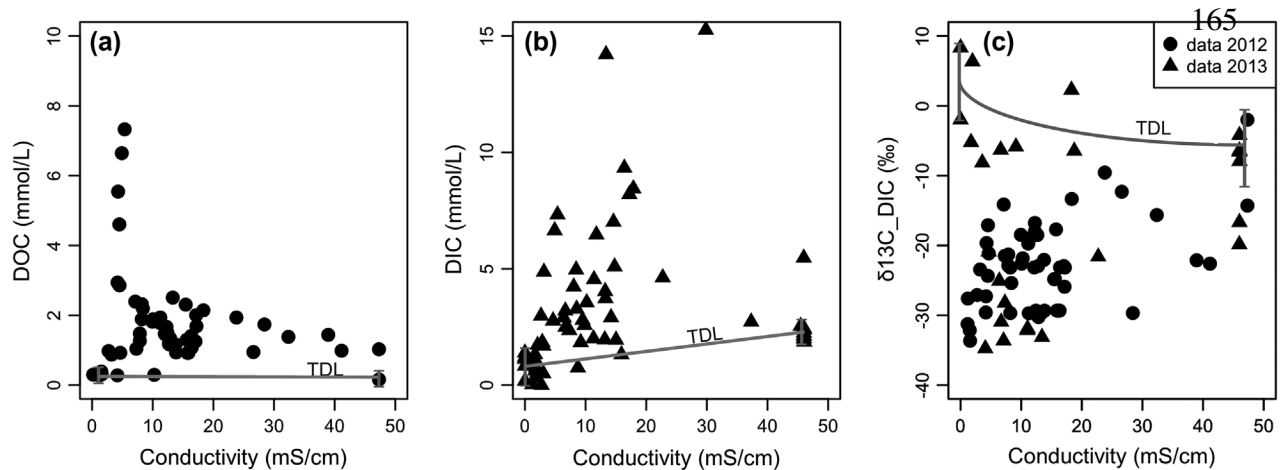 165
(a)
DOC (mmol/L)
10
8
6
4
2
0
TDL
0 10 20 30 40 50
Conductivity (mS/cm)
(b)
DIC (mmol/L)
15
10
5
0
TDL
0 10 20 30 40 50
Conductivity (mS/cm)
(c)
data 2012
data 2013
δ13C_DIC (‰)
10
0
-10
-20
-30
-40
TDL
0 10 20 30 40 50
Conductivity (mS/cm)